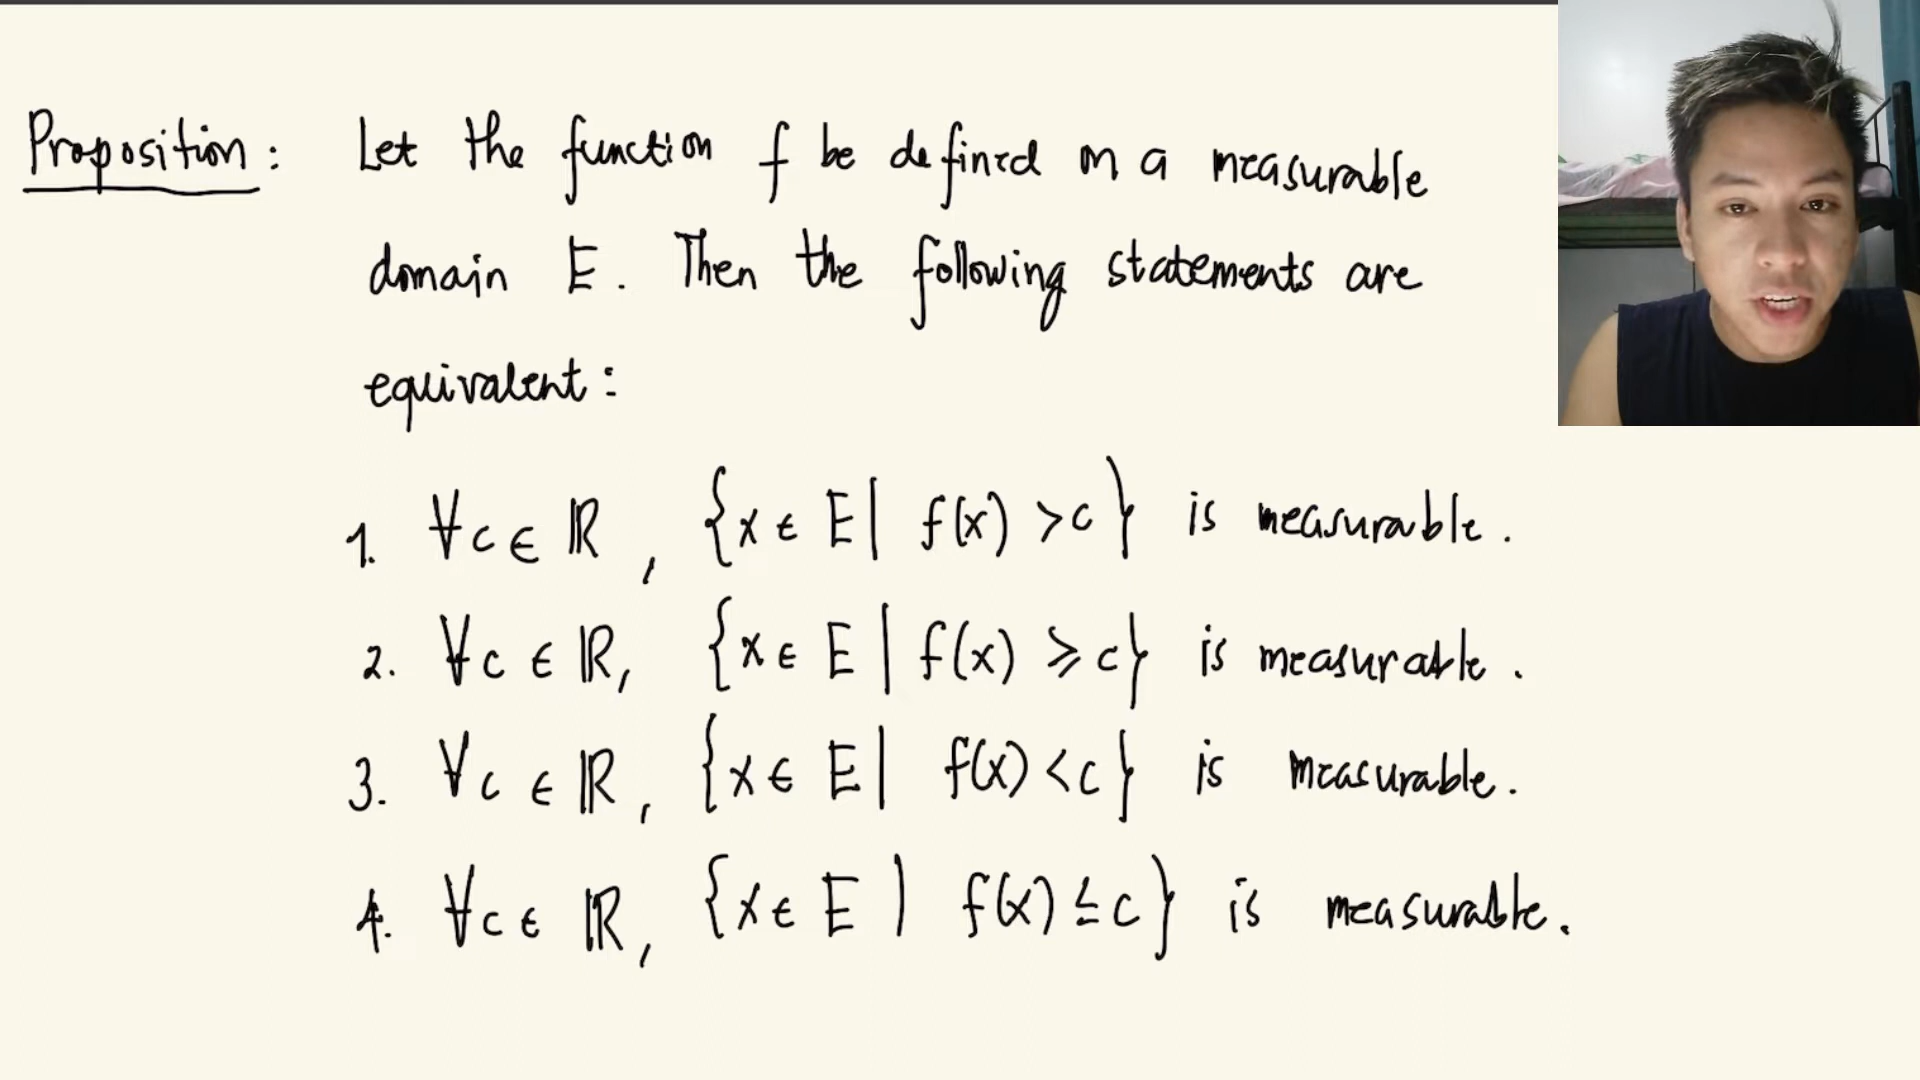 Proposition: Let the function f be defined on a measurable
domain E. Then the following statements are
equivalent:
1. ∀c ∈ ℝ, {x ∈ E | f(x) > c} is measurable.
2. ∀c ∈ ℝ, {x ∈ E | f(x) ⩾ c} is measurable.
3. ∀c ∈ ℝ, {x ∈ E | f(x) < c} is measurable.
4. ∀c ∈ ℝ, {x ∈ E | f(x) ≤ c} is measurable.